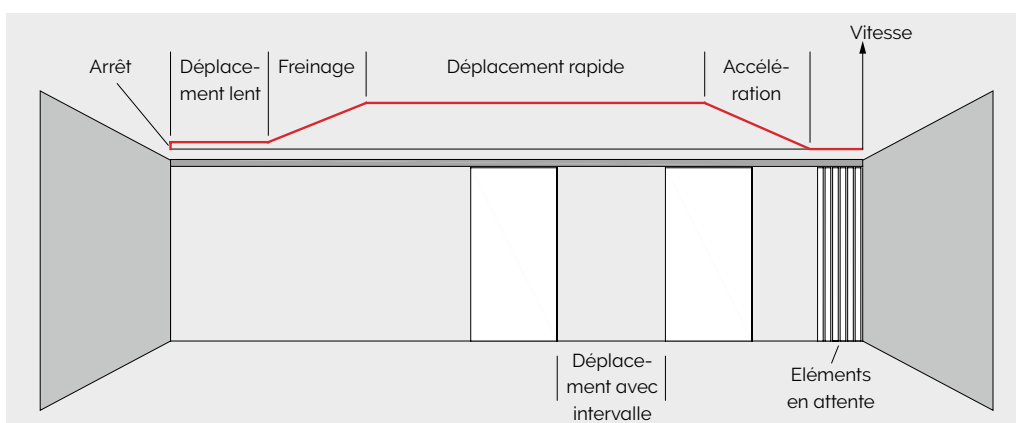 Vitesse
Arrêt
Déplace-
ment lent
Freinage
Déplacement rapide
Accélé-
ration
Déplace-
ment avec
intervalle
Eléments
en attente